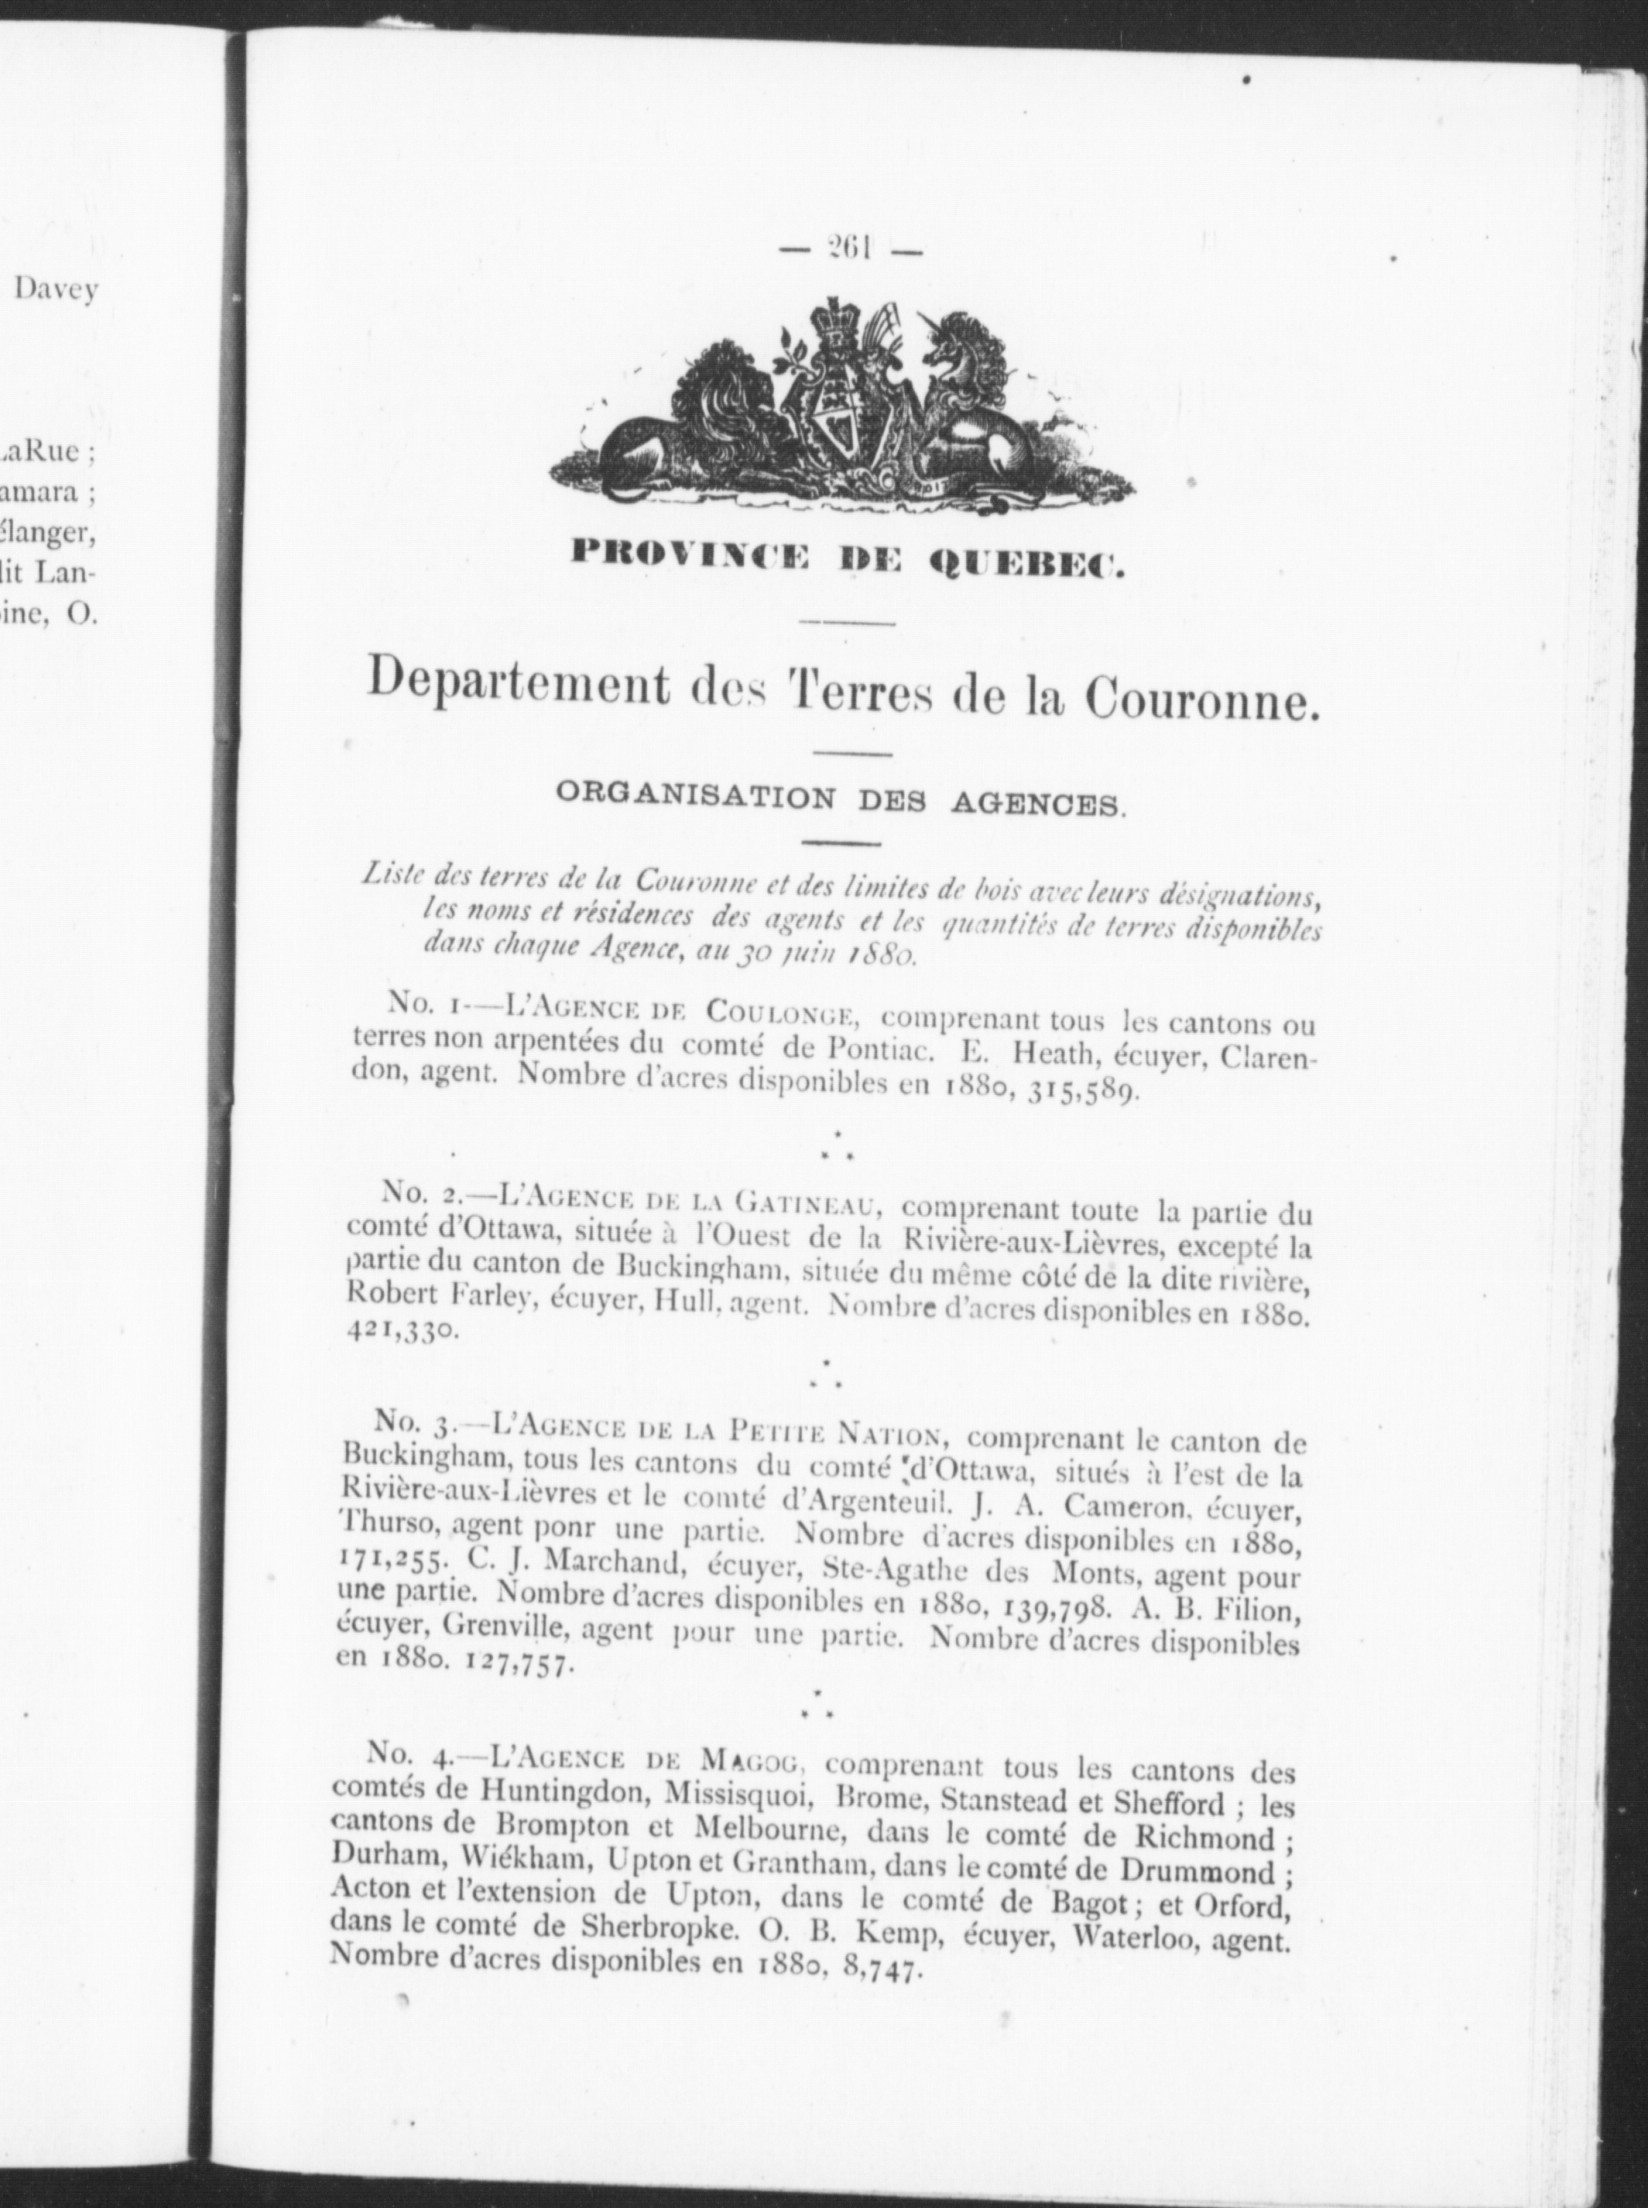 Davey
LaRue ;
amara ;
élanger,
dit Lan-
oine, O.
— 261 —
PROVINCE DE QUEBEC.
Departement des Terres de la Couronne.
ORGANISATION DES AGENCES.
Liste des terres de la Couronne et des limites de bois avec leurs désignations,
les noms et résidences des agents et les quantités de terres disponibles
dans chaque Agence, au 30 juin 1880.
No. 1-—L'AGENCE DE COULONGE, comprenant tous les cantons ou
terres non arpentées du comté de Pontiac. E. Heath, écuyer, Claren-
don, agent. Nombre d'acres disponibles en 1880, 315,589.
No. 2.—L'AGENCE DE LA GATINEAU, comprenant toute la partie du
comté d'Ottawa, située à l'Ouest de la Rivière-aux-Lièvres, excepté la
partie du canton de Buckingham, située du même côté de la dite rivière,
Robert Farley, écuyer, Hull, agent. Nombre d'acres disponibles en 1880.
421,330.
No. 3.—L'AGENCE DE LA PETITE NATION, comprenant le canton de
Buckingham, tous les cantons du comté d'Ottawa, situés à l'est de la
Rivière-aux-Lièvres et le comté d'Argenteuil. J. A. Cameron, écuyer,
Thurso, agent ponr une partie. Nombre d'acres disponibles en 1880,
171,255. C. J. Marchand, écuyer, Ste-Agathe des Monts, agent pour
une partie. Nombre d'acres disponibles en 1880, 139,798. A. B. Filion,
écuyer, Grenville, agent pour une partie. Nombre d'acres disponibles
en 1880. 127,757.
No. 4.—L'AGENCE DE MAGOG, comprenant tous les cantons des
comtés de Huntingdon, Missisquoi, Brome, Stanstead et Shefford ; les
cantons de Brompton et Melbourne, dans le comté de Richmond ;
Durham, Wiékham, Upton et Grantham, dans le comté de Drummond ;
Acton et l'extension de Upton, dans le comté de Bagot ; et Orford,
dans le comté de Sherbropke. O. B. Kemp, écuyer, Waterloo, agent.
Nombre d'acres disponibles en 1880, 8,747.